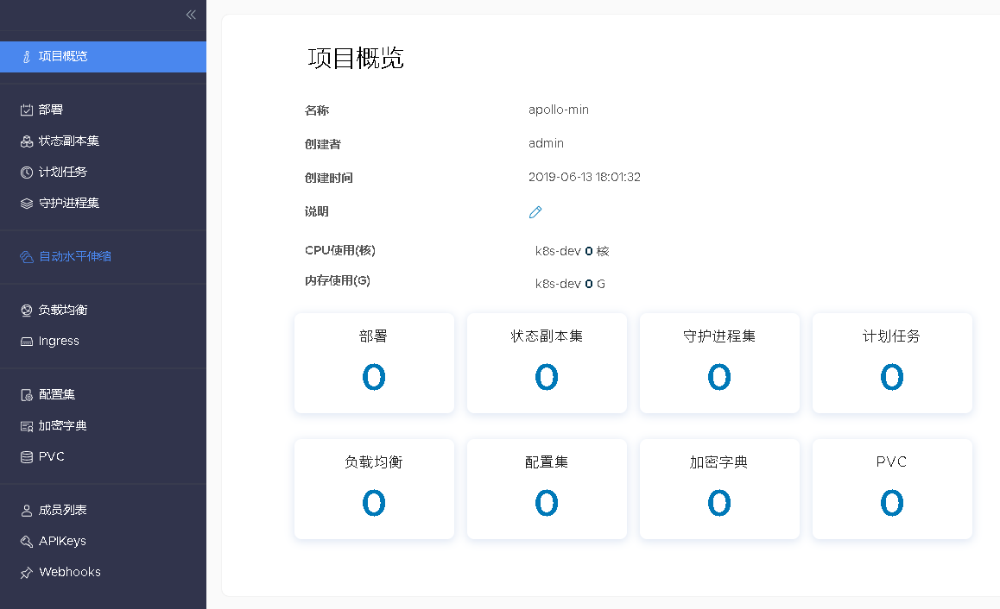 项目概览
部署
状态副本集
计划任务
守护进程集
自动水平伸缩
负载均衡
Ingress
配置集
加密字典
PVC
成员列表
APIKeys
Webhooks
项目概览
名称 apollo-min
创建者 admin
创建时间 2019-06-13 18:01:32
说明
CPU使用(核) k8s-dev 0 核
内存使用(G) k8s-dev 0 G
部署 状态副本集 守护进程集 计划任务
0 0 0 0
负载均衡 配置集 加密字典 PVC
0 0 0 0